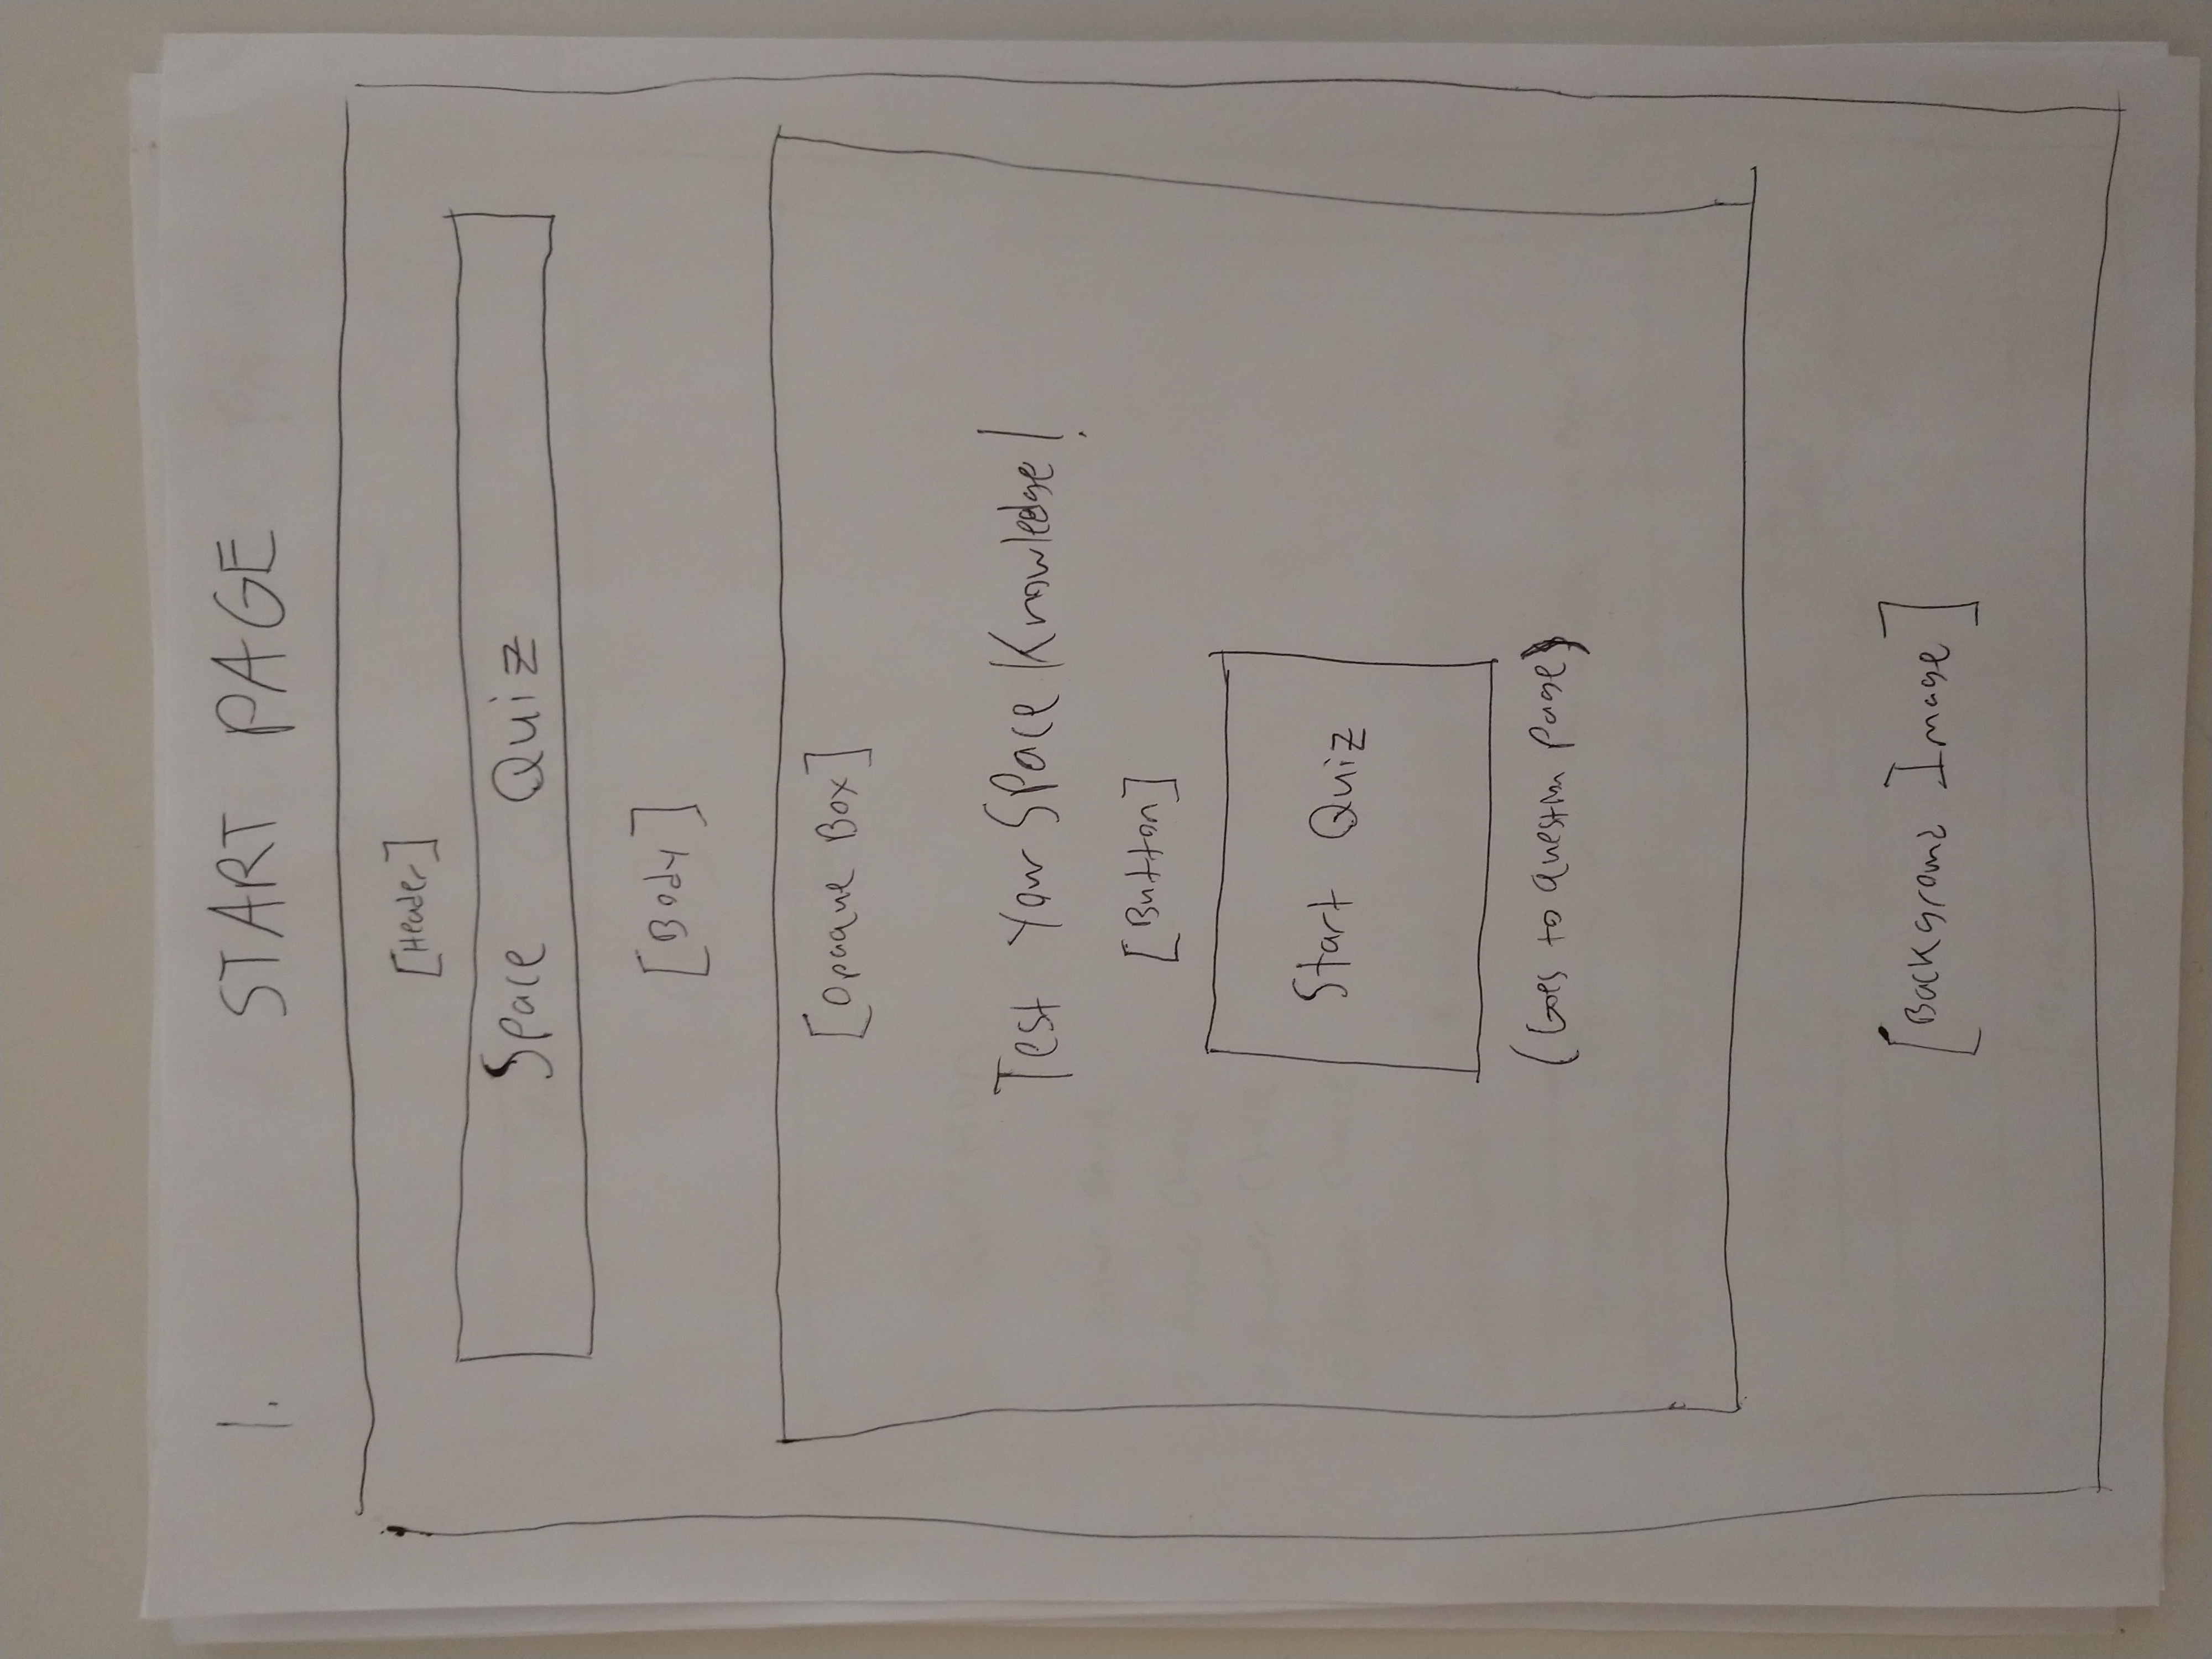 1. START PAGE
[Header]
Space Quiz
[Body]
[Opaque Box]
Test Your Space Knowledge!
[Button]
Start Quiz
(Goes to Question Page)
[Background Image]